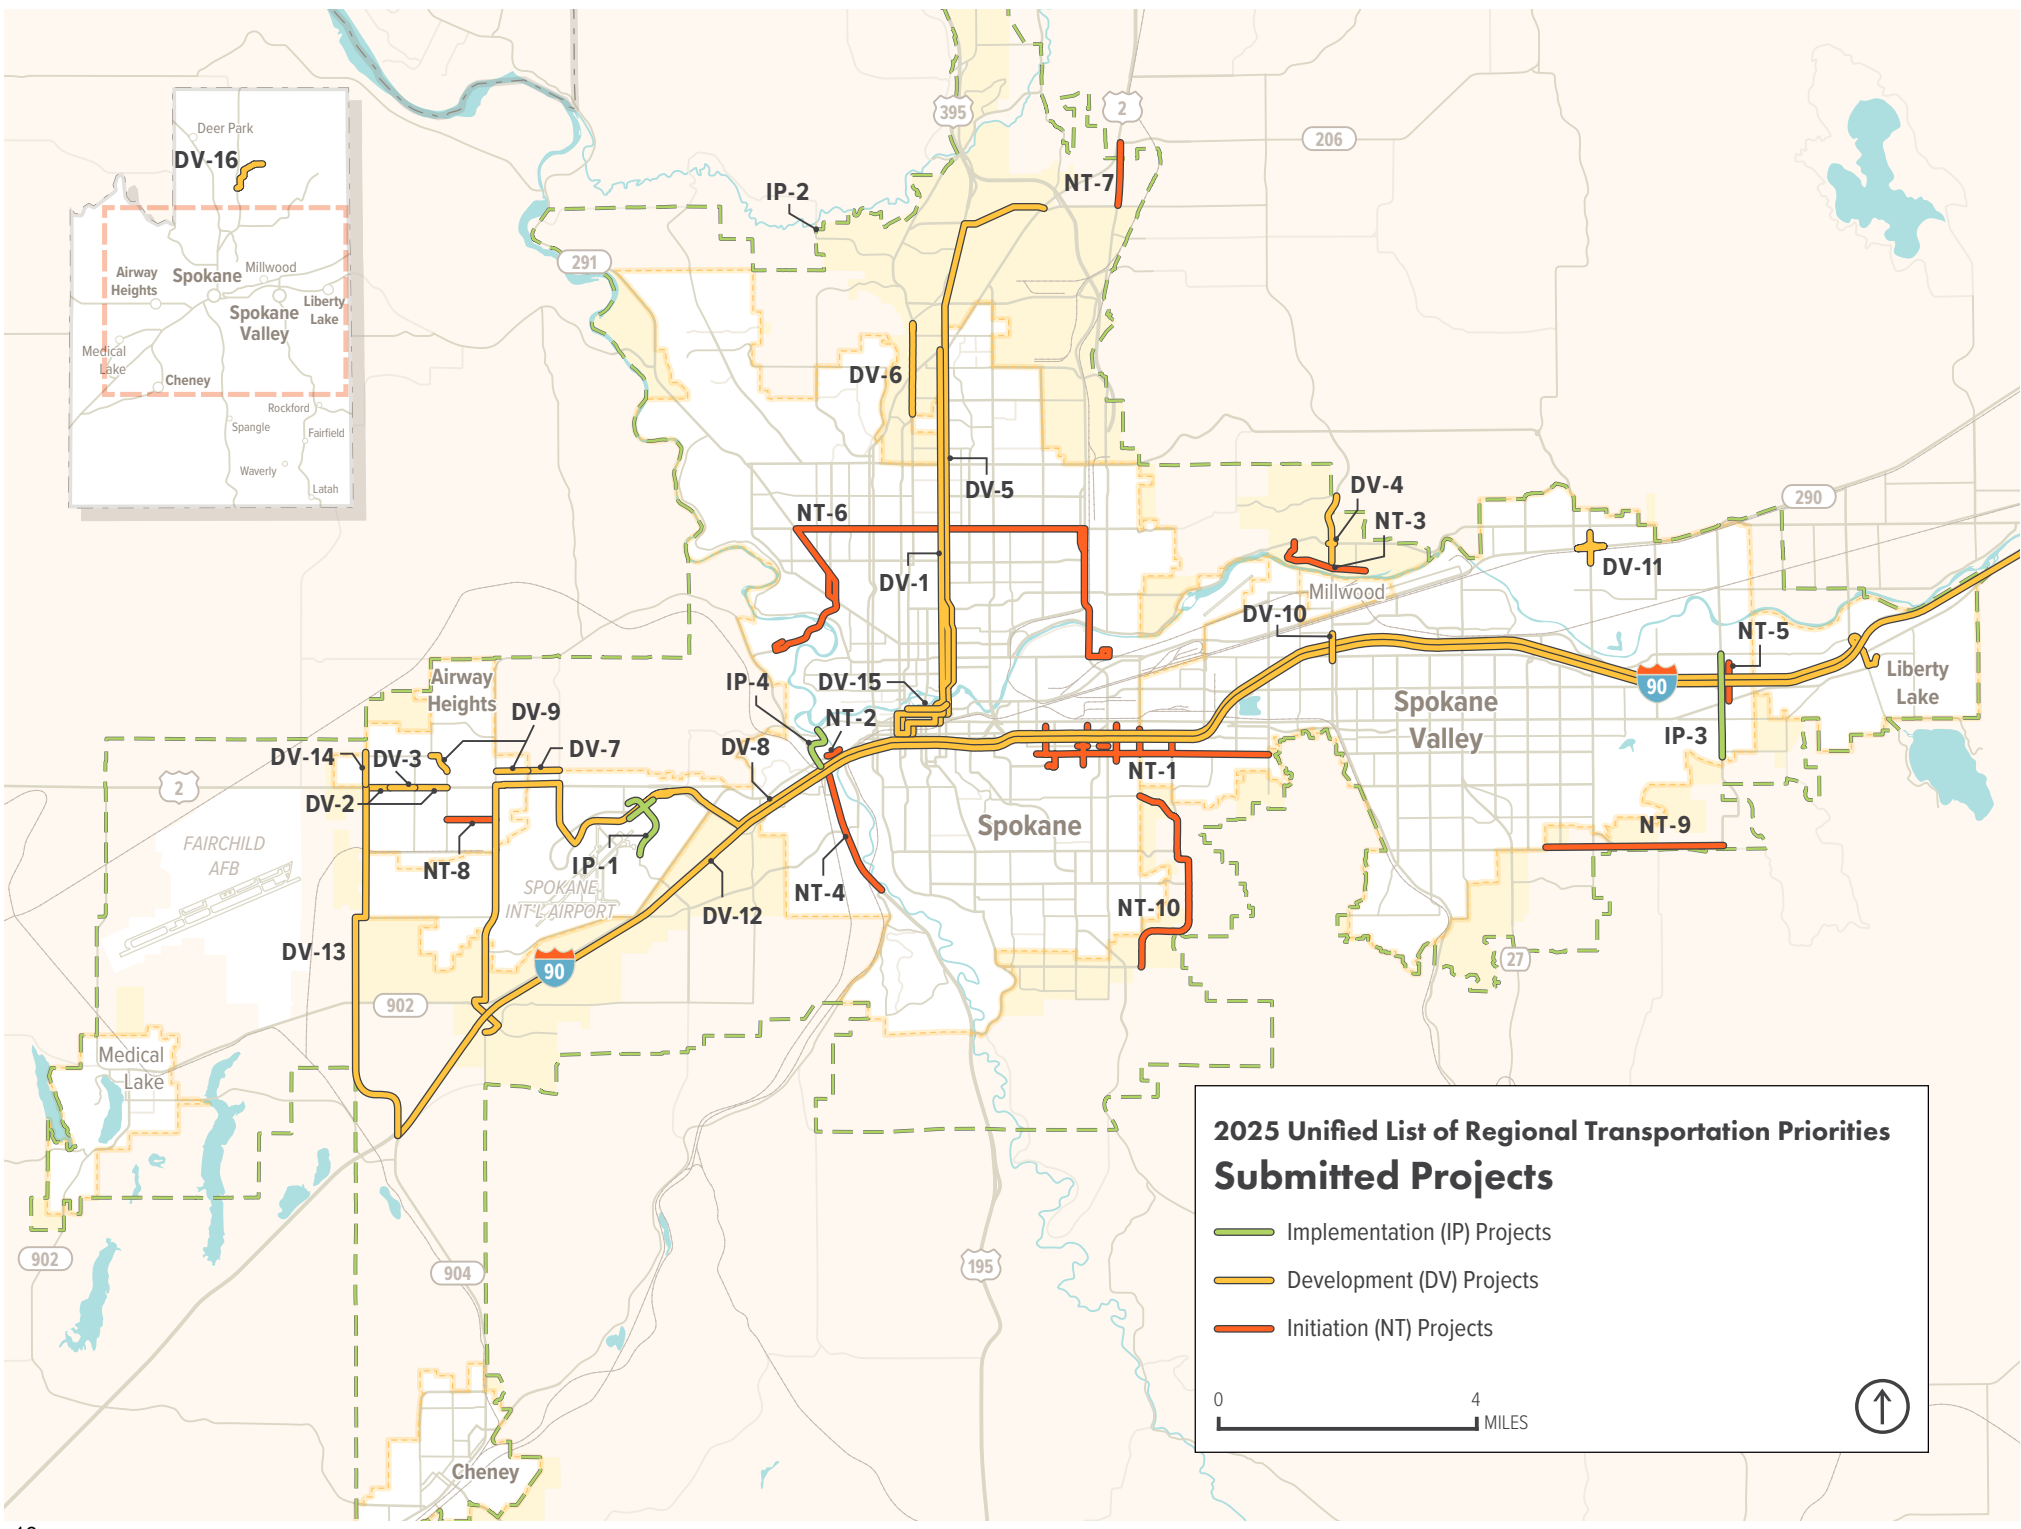 Deer Park
DV-16
Airway
Heights
Spokane
Millwood
Spokane
Valley
Liberty
Lake
Medical
Lake
Cheney
Rockford
Spangle
Fairfield
Waverly
Latah
395
2
206
NT-7
IP-2
291
DV-6
DV-5
NT-6
DV-4
NT-3
290
DV-1
DV-11
Millwood
DV-10
NT-5
Airway
Heights
IP-4
DV-15
90
Liberty
Lake
DV-9
NT-2
Spokane
Valley
IP-3
DV-14
DV-3
DV-7
DV-8
NT-1
2
DV-2
Spokane
NT-9
FAIRCHILD
AFB
NT-8
IP-1
SPOKANE
INT'L AIRPORT
NT-4
DV-12
NT-10
DV-13
90
27
902
Medical
Lake
902
904
195
Cheney
2025 Unified List of Regional Transportation Priorities
Submitted Projects
Implementation (IP) Projects
Development (DV) Projects
Initiation (NT) Projects
0 4
MILES